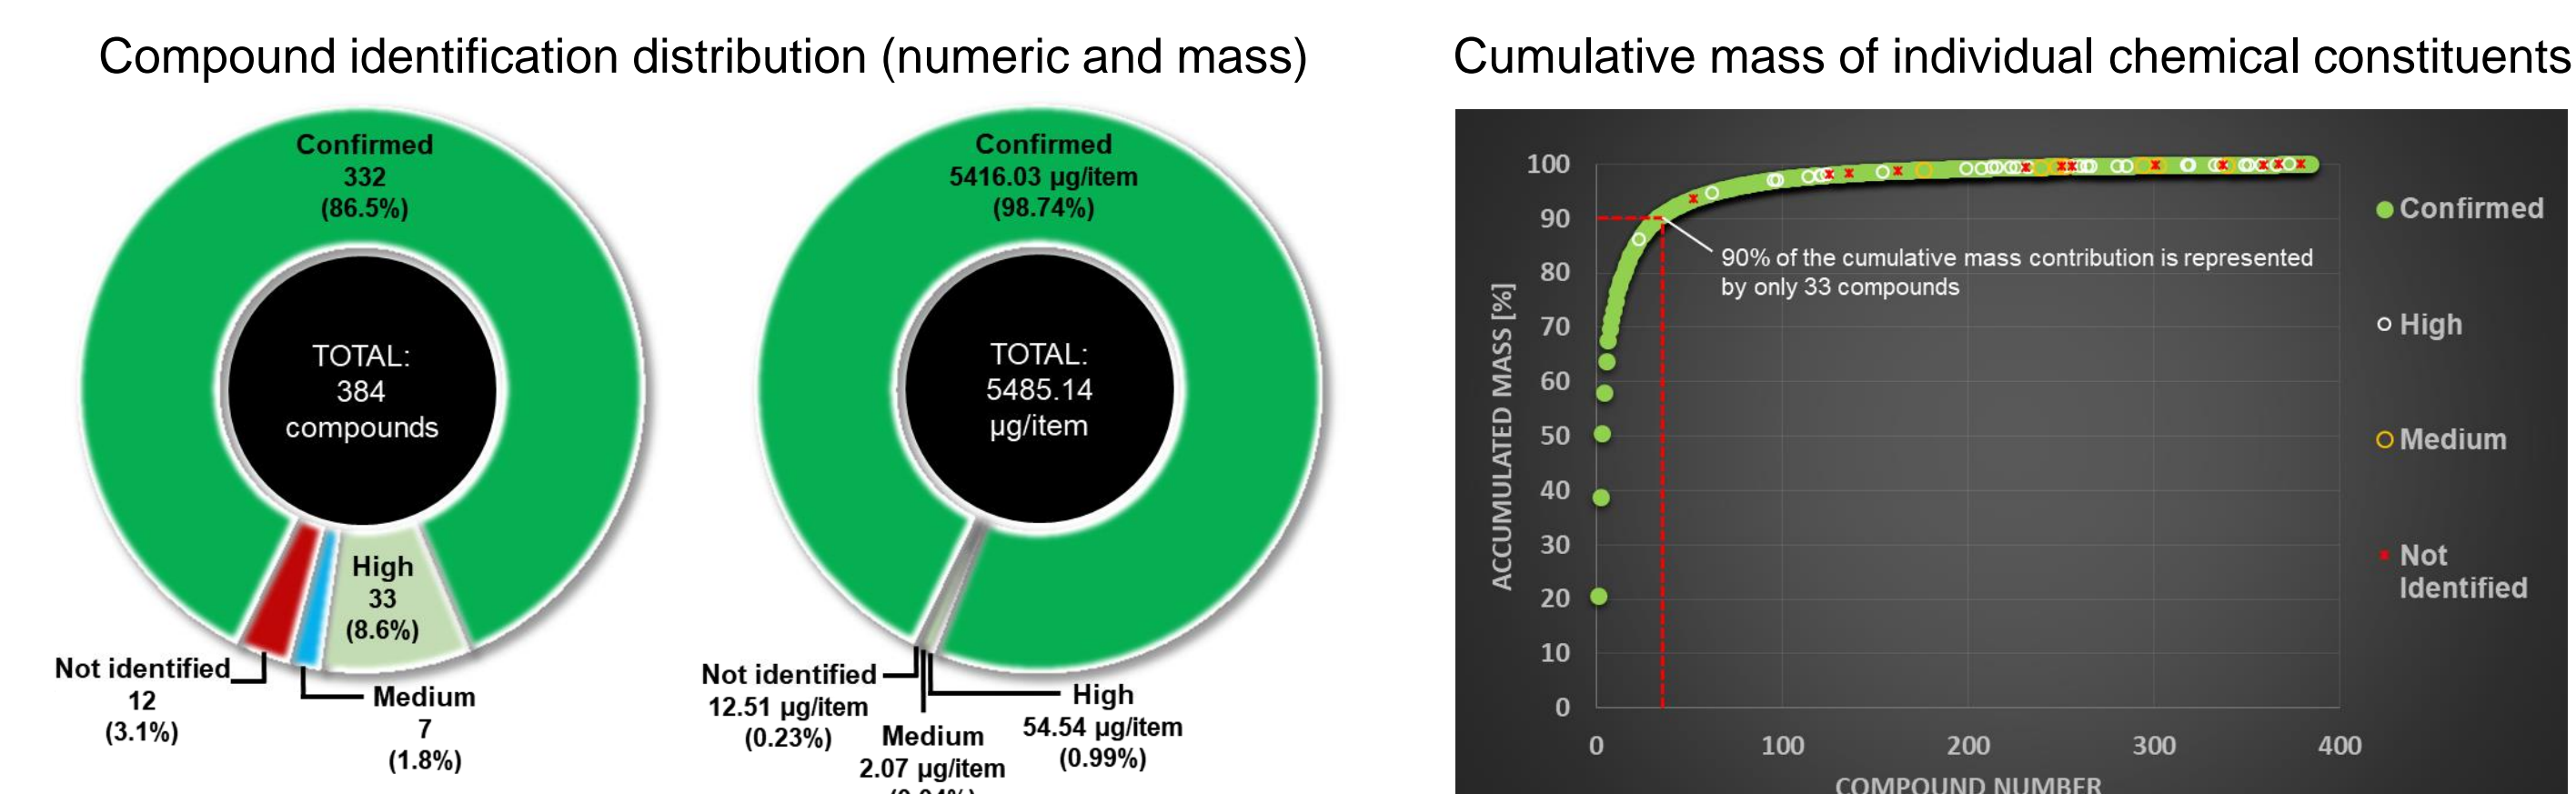 Compound identification distribution (numeric and mass)
Cumulative mass of individual chemical constituents
Confirmed
332
(86.5%)
TOTAL:
384
compounds
High
33
(8.6%)
Not identified
12
(3.1%)
Medium
7
(1.8%)
Confirmed
5416.03 µg/item
(98.74%)
TOTAL:
5485.14
µg/item
Not identified
12.51 µg/item
(0.23%)
Medium
2.07 µg/item
High
54.54 µg/item
(0.99%)
ACCUMULATED MASS [%]
100
90
80
70
60
50
40
30
20
10
0
90% of the cumulative mass contribution is represented
by only 33 compounds
0
100
200
300
400
COMPOUND NUMBER
Confirmed
High
Medium
Not
Identified